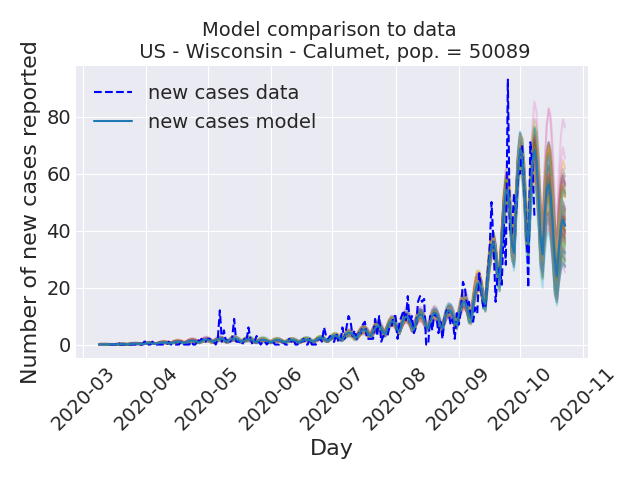 Model comparison to data
US - Wisconsin - Calumet, pop. = 50089
Number of new cases reported
80
60
40
20
0
new cases data
new cases model
2020-03
2020-04
2020-05
2020-06
2020-07
2020-08
2020-09
2020-10
2020-11
Day